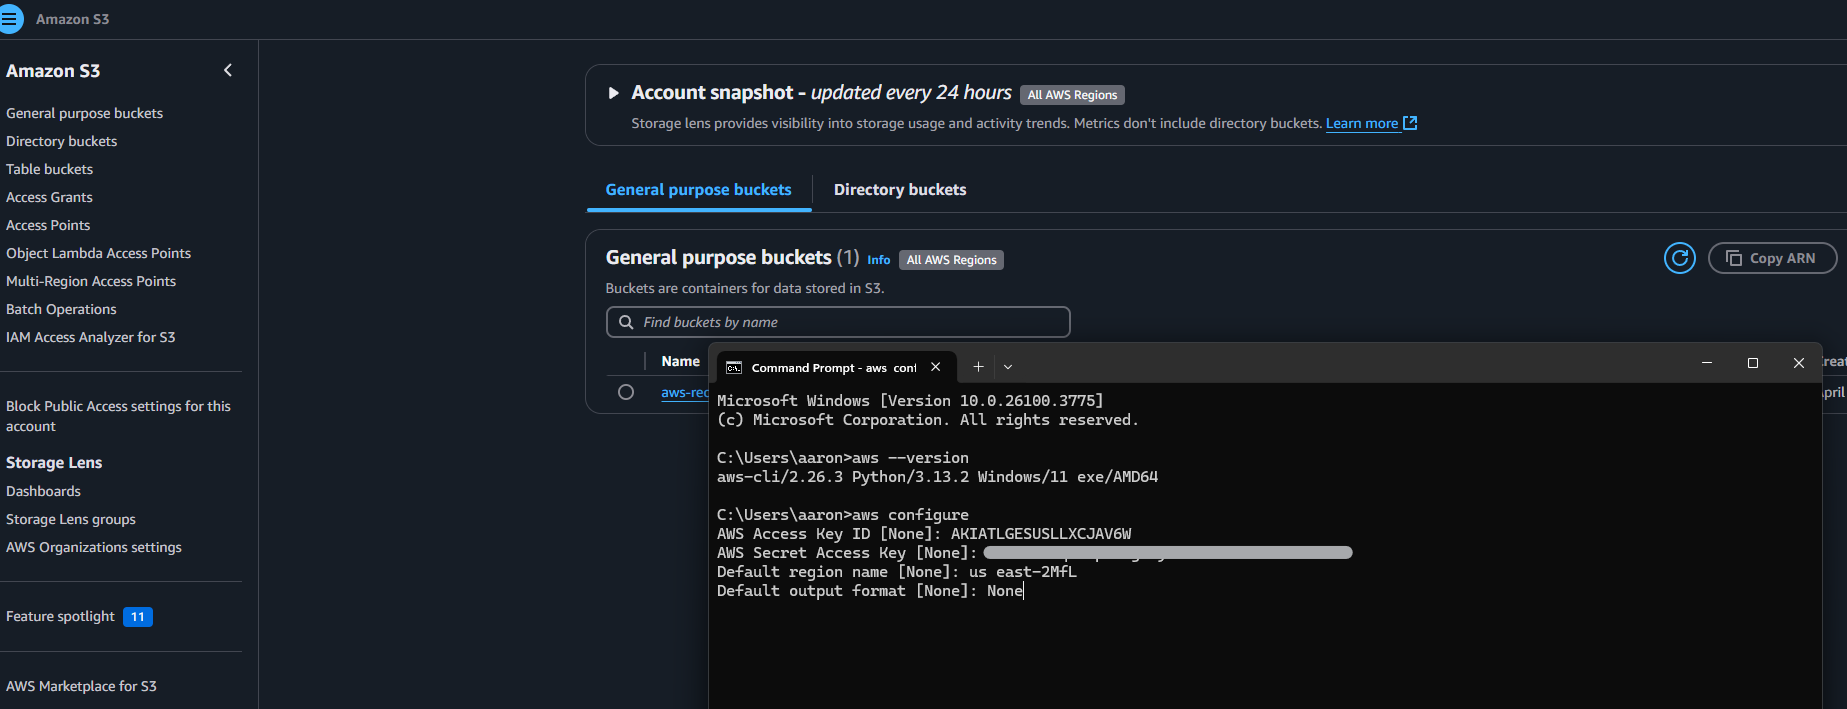 Amazon S3
Amazon S3
General purpose buckets
Directory buckets
Table buckets
Access Grants
Access Points
Object Lambda Access Points
Multi-Region Access Points
Batch Operations
IAM Access Analyzer for S3
Block Public Access settings for this
account
Storage Lens
Dashboards
Storage Lens groups
AWS Organizations settings
Feature spotlight 11
AWS Marketplace for S3
Account snapshot - updated every 24 hours All AWS Regions
Storage lens provides visibility into storage usage and activity trends. Metrics don't include directory buckets. Learn more
General purpose buckets Directory buckets
General purpose buckets (1) Info All AWS Regions
Copy ARN
Buckets are containers for data stored in S3.
Find buckets by name
Name
aws-rec
Command Prompt - aws conf
Microsoft Windows [Version 10.0.26100.3775]
(c) Microsoft Corporation. All rights reserved.
C:\Users\aaron>aws --version
aws-cli/2.26.3 Python/3.13.2 Windows/11 exe/AMD64
C:\Users\aaron>aws configure
AWS Access Key ID [None]: AKIATLGESUSLLXCJAV6W
AWS Secret Access Key [None]:
Default region name [None]: us east-2MfL
Default output format [None]: None